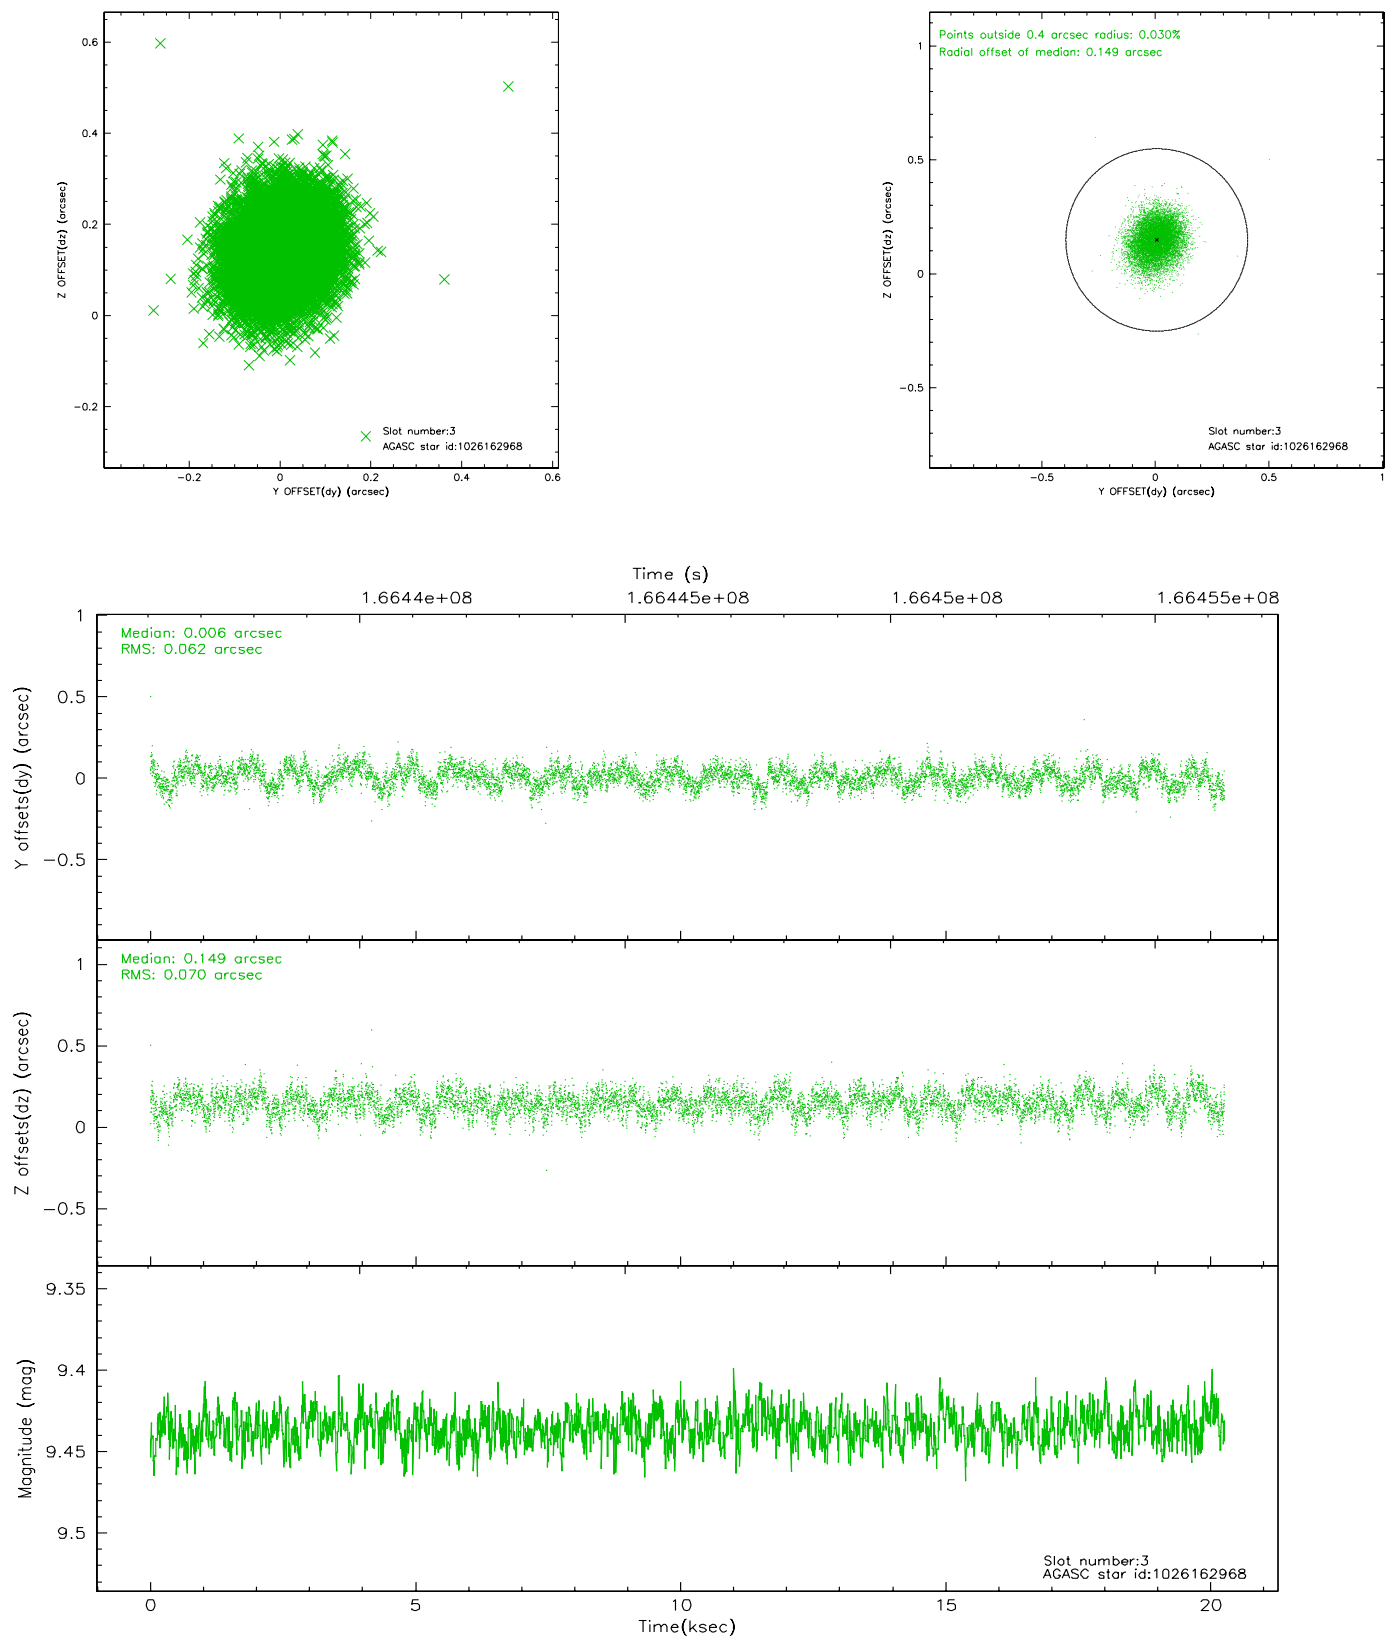 0.6
0.4
0.2
0
−0.2
Z OFFSET(dz) (arcsec)
Slot number:3
AGASC star id:1026162968
−0.2 0 0.2 0.4 0.6
Y OFFSET(dy) (arcsec)
Points outside 0.4 arcsec radius: 0.030%
Radial offset of median: 0.149 arcsec
1
0.5
0
−0.5
Z OFFSET(dz) (arcsec)
Slot number:3
AGASC star id:1026162968
−0.5 0 0.5 1
Y OFFSET(dy) (arcsec)
Time (s)
1.6644e+08 1.66445e+08 1.6645e+08 1.66455e+08
Median: 0.006 arcsec
RMS: 0.062 arcsec
1
0.5
0
−0.5
Y offsets(dy) (arcsec)
Median: 0.149 arcsec
RMS: 0.070 arcsec
1
0.5
0
−0.5
Z offsets(dz) (arcsec)
9.35
9.4
9.45
9.5
Magnitude (mag)
Slot number:3
AGASC star id:1026162968
0 5 10 15 20
Time(ksec)